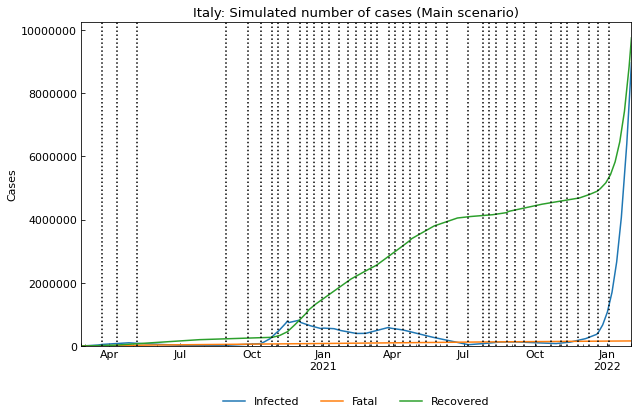 Italy: Simulated number of cases (Main scenario)
10000000
8000000
6000000
4000000
2000000
0
Cases
Apr Jul Oct Jan Apr Jul Oct Jan
2021 2022
Infected Fatal Recovered